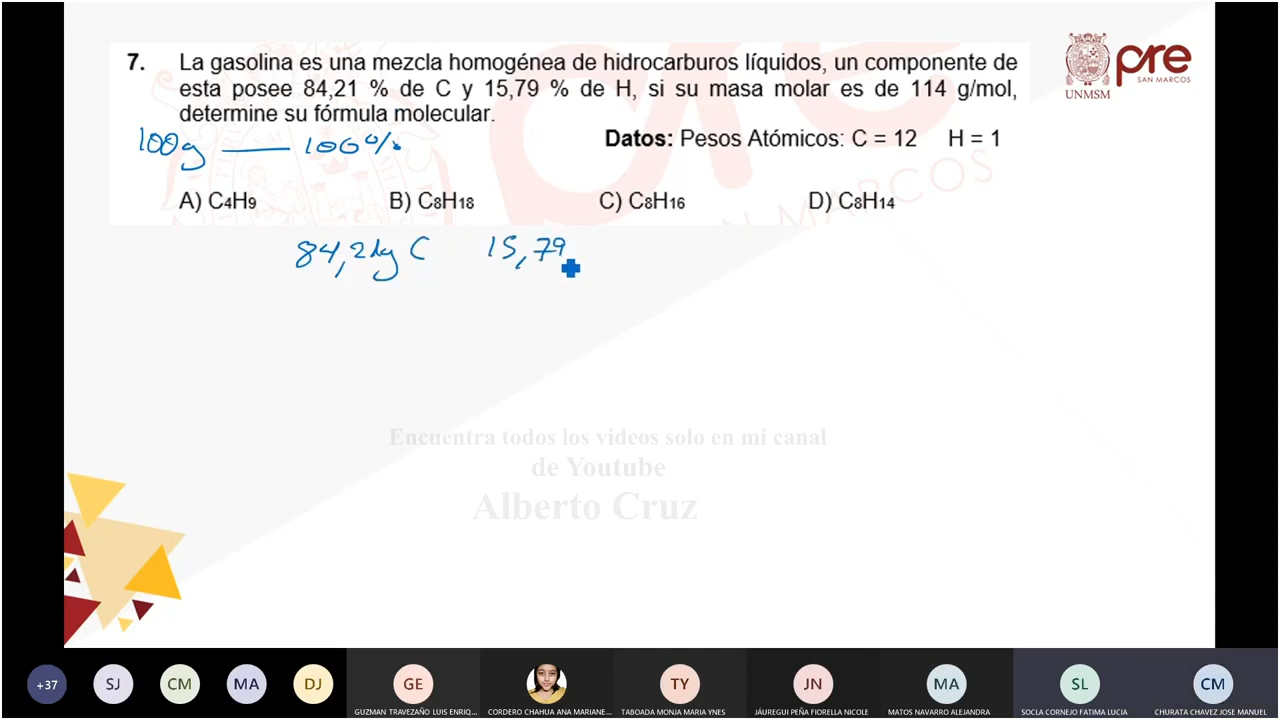 7. La gasolina es una mezcla homogénea de hidrocarburos líquidos, un componente de
esta posee 84,21 % de C y 15,79 % de H, si su masa molar es de 114 g/mol,
determine su fórmula molecular.
pre
SAN MARCOS
UNMSM
100g — 100%
Datos: Pesos Atómicos: C = 12 H = 1
A) C4H9 B) C8H18 C) C8H16 D) C8H14
84,21g C 15,79
Encuentra todos los videos solo en mi canal
de Youtube
Alberto Cruz
+37 SJ CM MA DJ GE TY JN MA SL CM
GUZMAN TRAVEZAÑO LUIS ENRIQ... CORDERO CHAHUA ANA MARIANE... TABOADA MONJA MARIA YNES JÁUREGUI PEÑA FIORELLA NICOLE MATOS NAVARRO ALEJANDRA SOCLA CORNEJO FATIMA LUCIA CHURATA CHAVEZ JOSE MANUEL